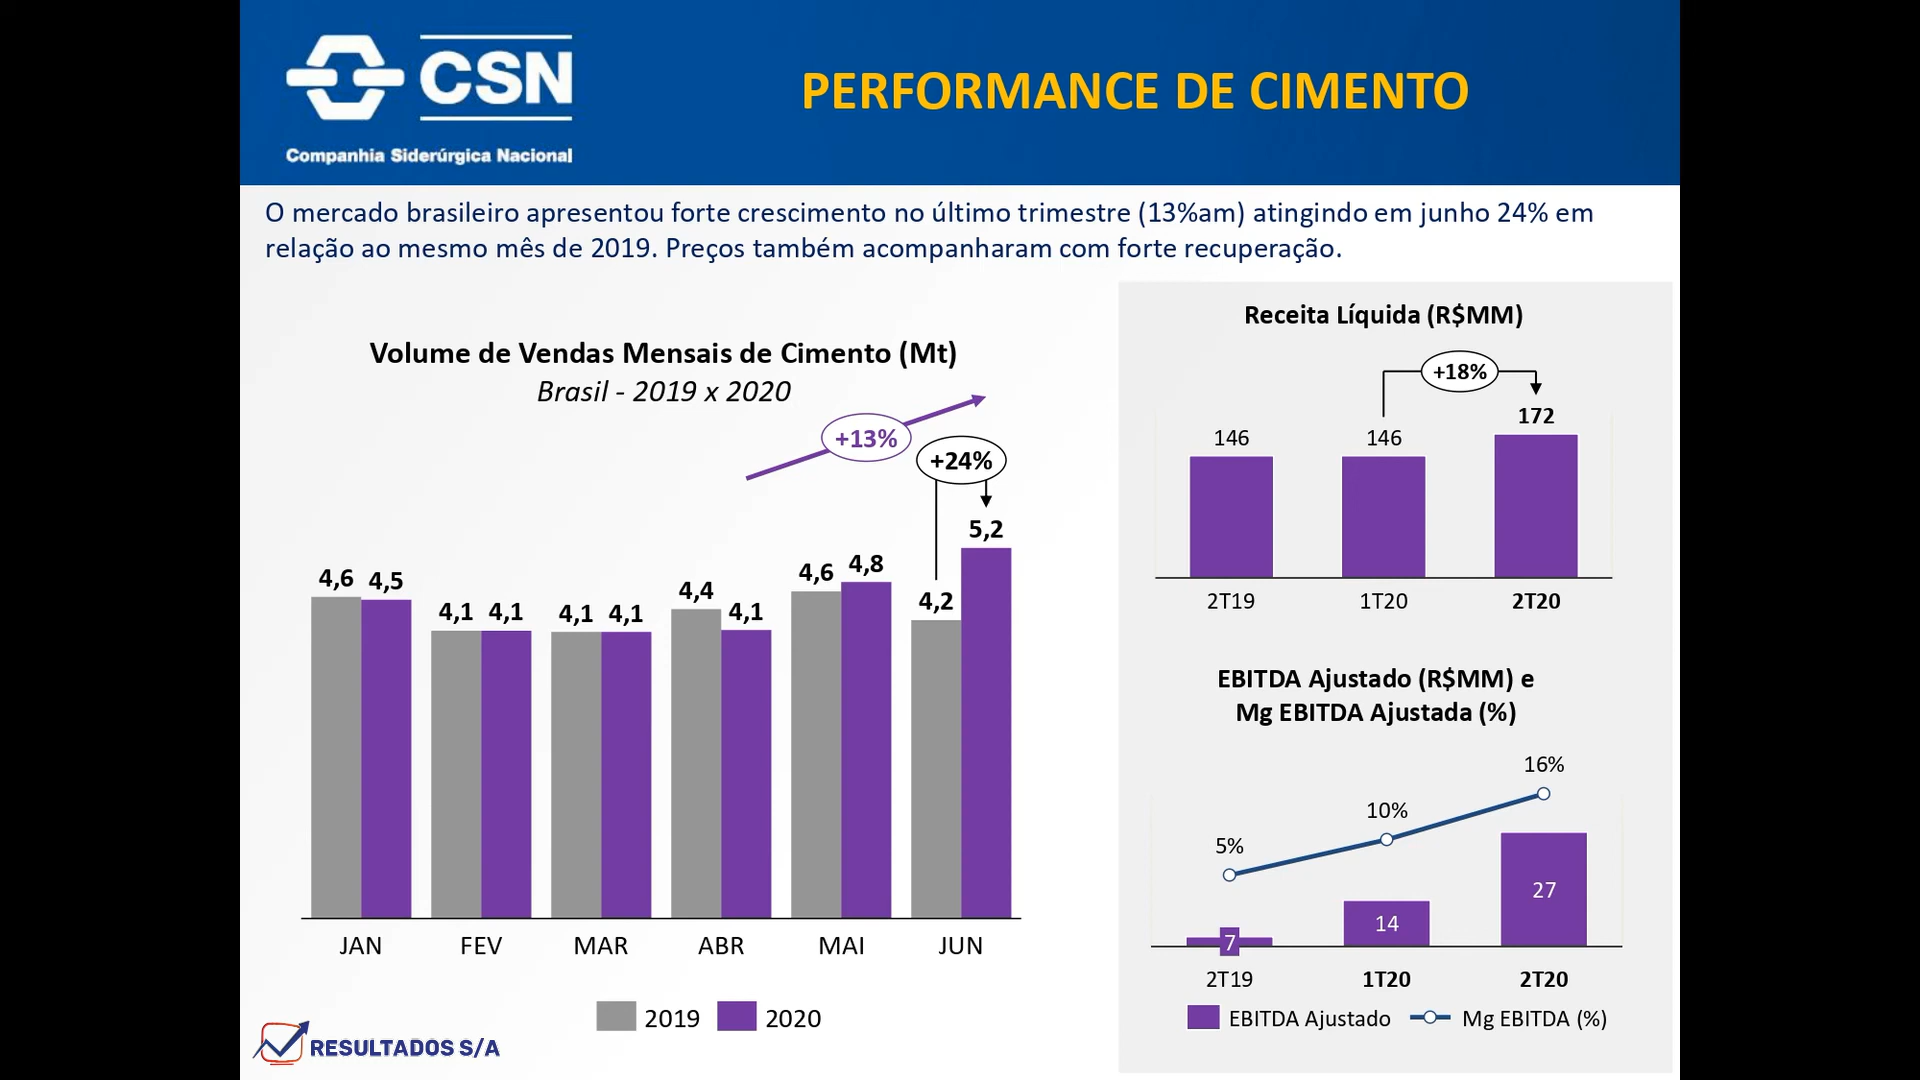 CSN
Companhia Siderúrgica Nacional
PERFORMANCE DE CIMENTO
O mercado brasileiro apresentou forte crescimento no último trimestre (13%am) atingindo em junho 24% em
relação ao mesmo mês de 2019. Preços também acompanharam com forte recuperação.
Volume de Vendas Mensais de Cimento (Mt)
Brasil - 2019 x 2020
+13%
+24%
4,6 4,5 4,1 4,1 4,1 4,1 4,4 4,1 4,6 4,8 4,2 5,2
JAN FEV MAR ABR MAI JUN
2019 2020
RESULTADOS S/A
Receita Líquida (R$MM)
+18%
146 146 172
2T19 1T20 2T20
EBITDA Ajustado (R$MM) e
Mg EBITDA Ajustada (%)
5% 10% 16%
7 14 27
2T19 1T20 2T20
EBITDA Ajustado Mg EBITDA (%)